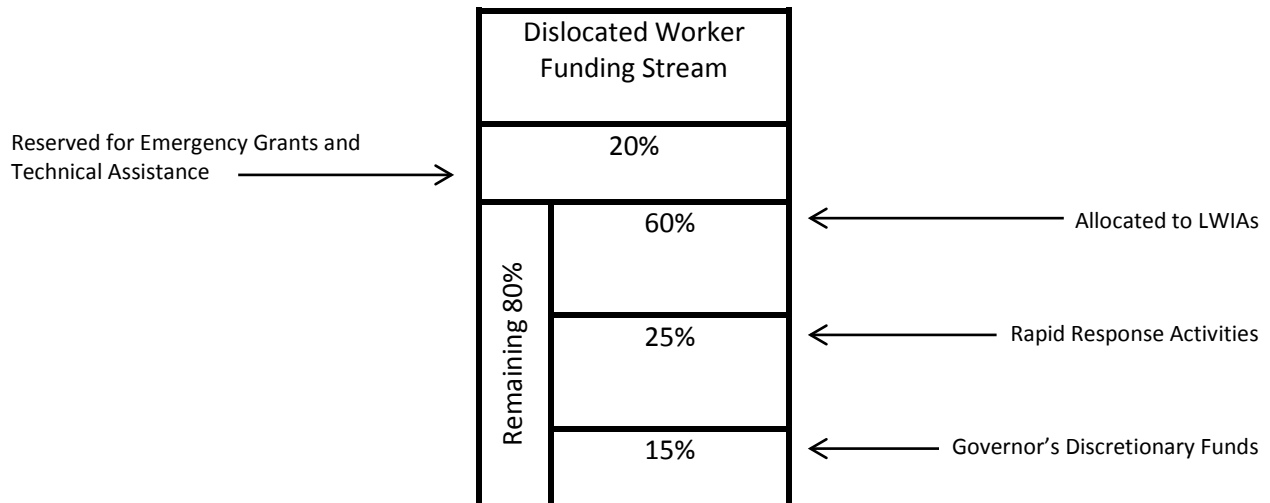 Dislocated Worker
Funding Stream
Reserved for Emergency Grants and
Technical Assistance
20%
Remaining 80%
60%
Allocated to LWIAs
25%
Rapid Response Activities
15%
Governor’s Discretionary Funds